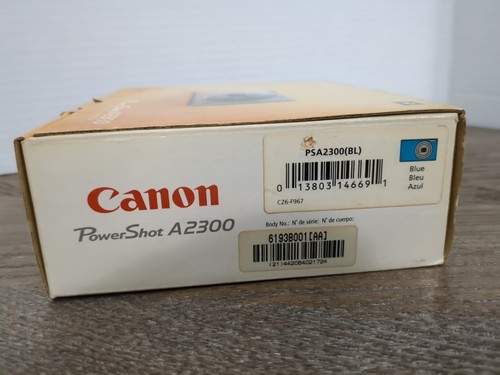 Canon
PowerShot A2300
PSA2300(BL)
0 13803 14669 1
CZ6-F967
Blue
Bleu
Azul
Body No.: N° de série: N° de cuerpo:
6193B001[AA]